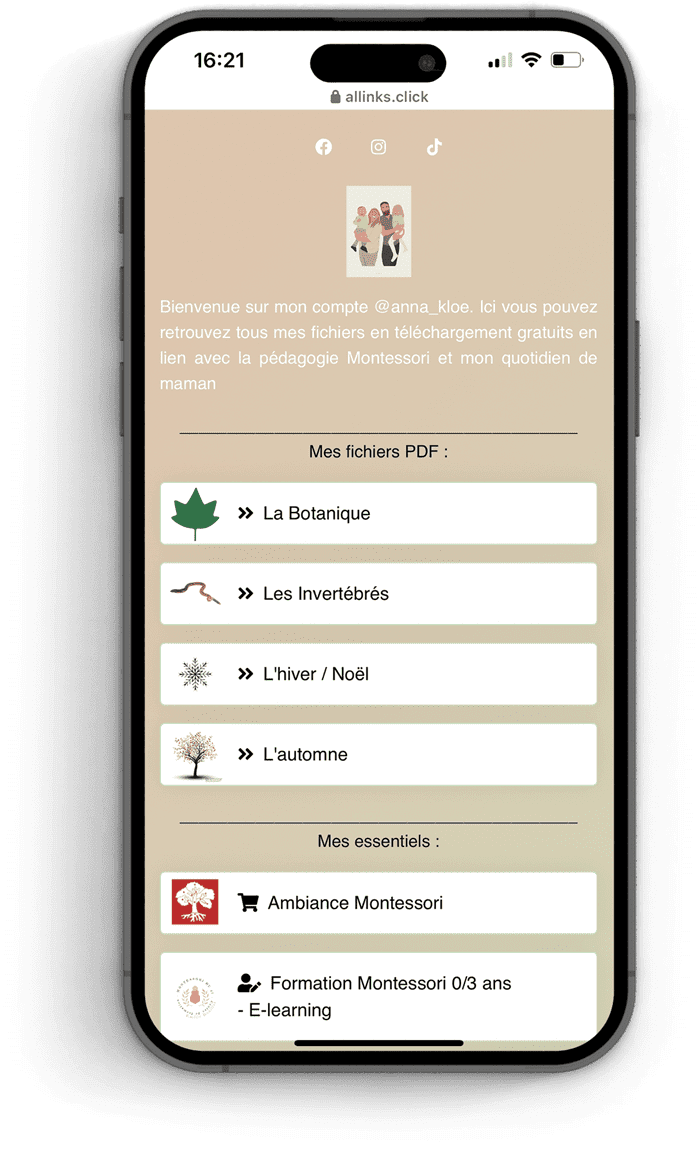 16:21
allinks.click
Bienvenue sur mon compte @anna_kloe. Ici vous pouvez
retrouvez tous mes fichiers en téléchargement gratuits en
lien avec la pédagogie Montessori et mon quotidien de
maman
Mes fichiers PDF :
La Botanique
Les Invertébrés
L'hiver / Noël
L'automne
Mes essentiels :
Ambiance Montessori
Formation Montessori 0/3 ans
- E-learning